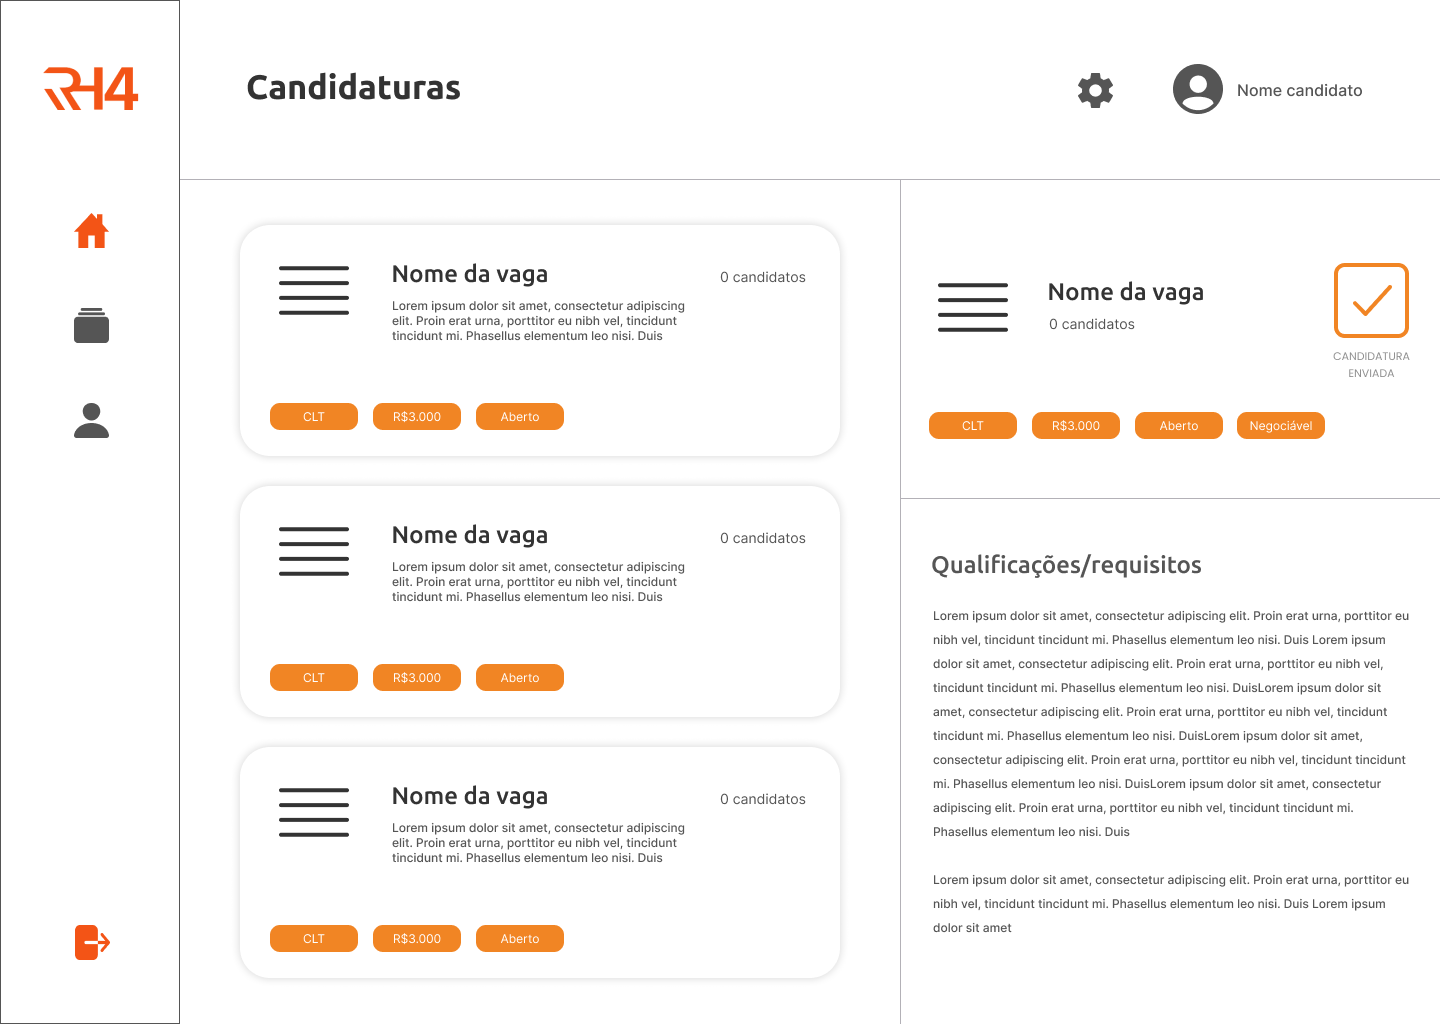 RH4
Candidaturas
Nome candidato
Nome da vaga
0 candidatos
Lorem ipsum dolor sit amet, consectetur adipiscing
elit. Proin erat urna, porttitor eu nibh vel, tincidunt
tincidunt mi. Phasellus elementum leo nisi. Duis
CLT
R$3.000
Aberto
Nome da vaga
0 candidatos
Lorem ipsum dolor sit amet, consectetur adipiscing
elit. Proin erat urna, porttitor eu nibh vel, tincidunt
tincidunt mi. Phasellus elementum leo nisi. Duis
CLT
R$3.000
Aberto
Nome da vaga
0 candidatos
Lorem ipsum dolor sit amet, consectetur adipiscing
elit. Proin erat urna, porttitor eu nibh vel, tincidunt
tincidunt mi. Phasellus elementum leo nisi. Duis
CLT
R$3.000
Aberto
Nome da vaga
0 candidatos
CANDIDATURA
ENVIADA
CLT
R$3.000
Aberto
Negociável
Qualificações/requisitos
Lorem ipsum dolor sit amet, consectetur adipiscing elit. Proin erat urna, porttitor eu
nibh vel, tincidunt tincidunt mi. Phasellus elementum leo nisi. Duis Lorem ipsum
dolor sit amet, consectetur adipiscing elit. Proin erat urna, porttitor eu nibh vel,
tincidunt tincidunt mi. Phasellus elementum leo nisi. DuisLorem ipsum dolor sit
amet, consectetur adipiscing elit. Proin erat urna, porttitor eu nibh vel, tincidunt
tincidunt mi. Phasellus elementum leo nisi. DuisLorem ipsum dolor sit amet,
consectetur adipiscing elit. Proin erat urna, porttitor eu nibh vel, tincidunt tincidunt
mi. Phasellus elementum leo nisi. DuisLorem ipsum dolor sit amet, consectetur
adipiscing elit. Proin erat urna, porttitor eu nibh vel, tincidunt tincidunt mi.
Phasellus elementum leo nisi. Duis
Lorem ipsum dolor sit amet, consectetur adipiscing elit. Proin erat urna, porttitor eu
nibh vel, tincidunt tincidunt mi. Phasellus elementum leo nisi. Duis Lorem ipsum
dolor sit amet